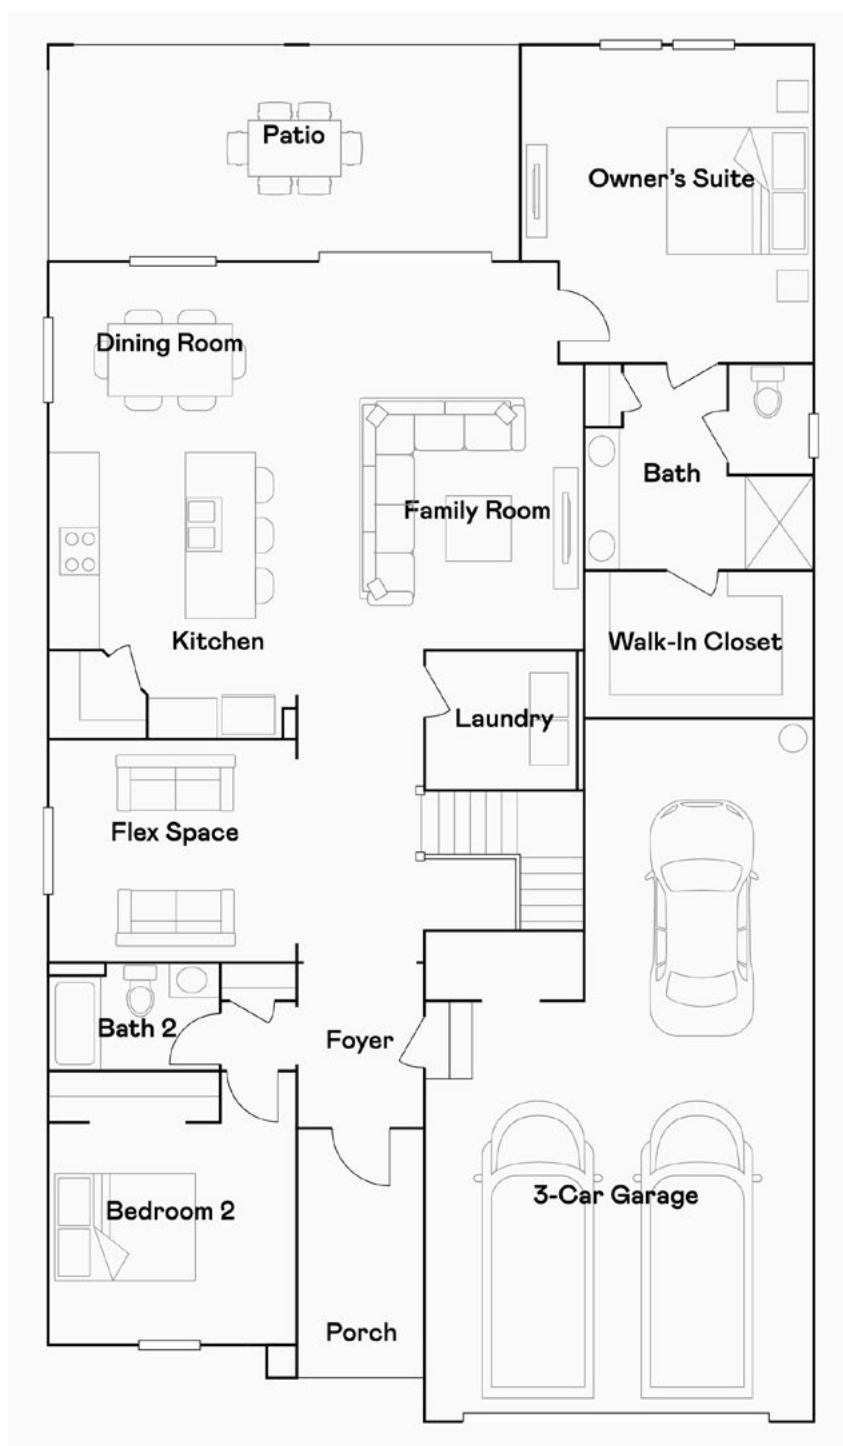 Patio
Owner's Suite
Dining Room
Bath
Family Room
Kitchen
Walk-In Closet
Laundry
Flex Space
Bath 2
Foyer
3-Car Garage
Bedroom 2
Porch